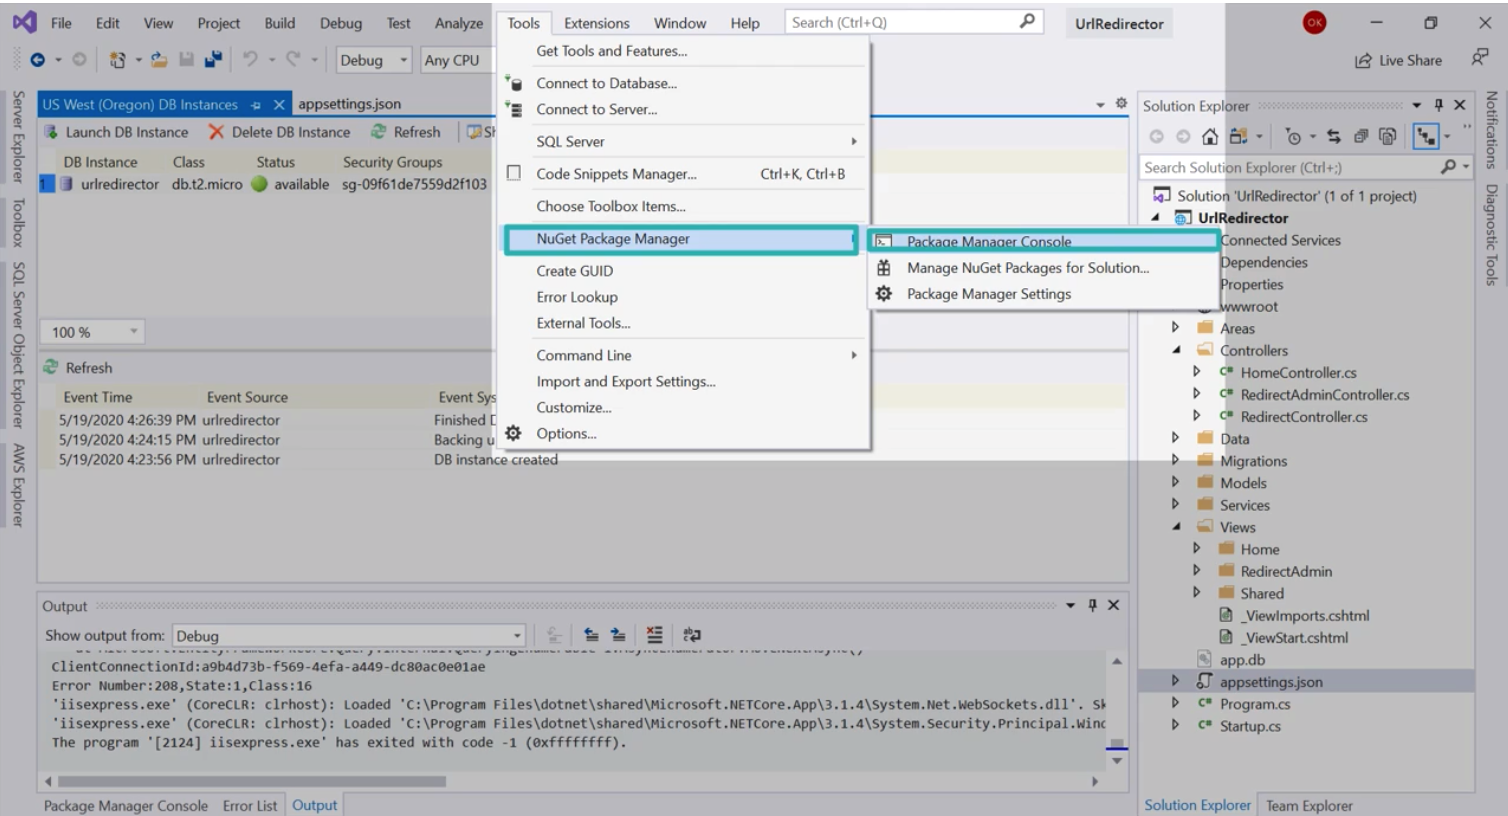 File Edit View Project Build Debug Test Analyze Tools Extensions Window Help Search (Ctrl+Q) UrlRedirector OK
Debug Any CPU Live Share
Get Tools and Features...
Connect to Database...
Connect to Server...
SQL Server
Code Snippets Manager... Ctrl+K, Ctrl+B
Choose Toolbox Items...
NuGet Package Manager
Create GUID
Error Lookup
External Tools...
Command Line
Import and Export Settings...
Customize...
Options...
Package Manager Console
Manage NuGet Packages for Solution...
Package Manager Settings
Server Explorer
Toolbox
SQL Server Object Explorer
AWS Explorer
US West (Oregon) DB Instances appsettings.json
Launch DB Instance Delete DB Instance Refresh
DB Instance Class Status Security Groups
1 urlredirector db.t2.micro available sg-09f61de7559d2f103
100 %
Refresh
Event Time Event Source Event Sys
5/19/2020 4:26:39 PM urlredirector Finished
5/19/2020 4:24:15 PM urlredirector Backing u
5/19/2020 4:23:56 PM urlredirector DB instance created
Output
Show output from: Debug
ClientConnectionId:a9b4d73b-f569-4efa-a449-dc80ac0e01ae
Error Number:208,State:1,Class:16
'iisexpress.exe' (CoreCLR: clrhost): Loaded 'C:\Program Files\dotnet\shared\Microsoft.NETCore.App\3.1.4\System.Net.WebSockets.dll'. Sk
'iisexpress.exe' (CoreCLR: clrhost): Loaded 'C:\Program Files\dotnet\shared\Microsoft.NETCore.App\3.1.4\System.Security.Principal.Winc
The program '[2124] iisexpress.exe' has exited with code -1 (0xffffffff).
Package Manager Console Error List Output
Solution Explorer
Search Solution Explorer (Ctrl+;)
Solution 'UrlRedirector' (1 of 1 project)
UrlRedirector
Connected Services
Dependencies
Properties
wwwroot
Areas
Controllers
C# HomeController.cs
C# RedirectAdminController.cs
C# RedirectController.cs
Data
Migrations
Models
Services
Views
Home
RedirectAdmin
Shared
_ViewImports.cshtml
_ViewStart.cshtml
app.db
appsettings.json
C# Program.cs
C# Startup.cs
Solution Explorer Team Explorer
Notifications
Diagnostic Tools